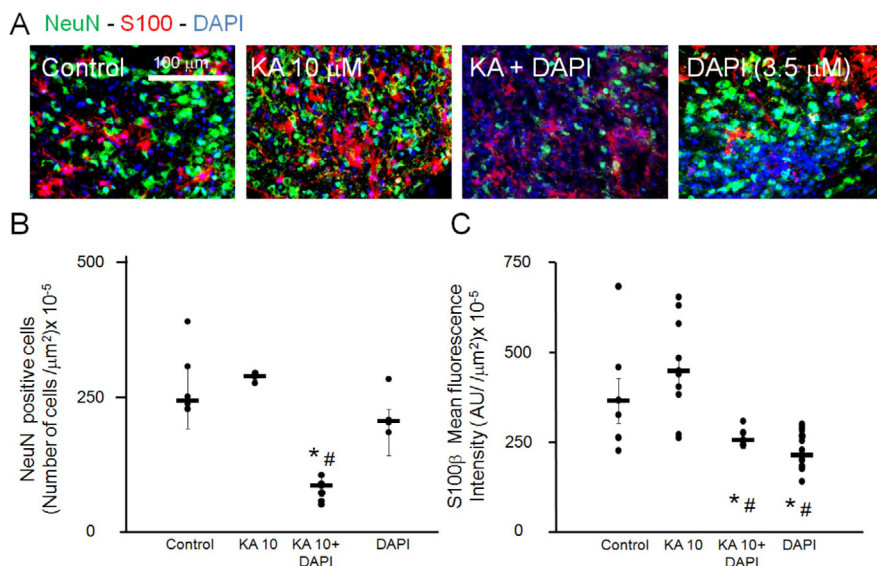 A
NeuN - S100 - DAPI
Control
100 μm
KA 10 μM
KA + DAPI
DAPI (3.5 μM)
B
NeuN positive cells
(Number of cells /μm²)x 10⁻⁵
500
250
0
* #
Control
KA 10
KA 10+
DAPI
DAPI
C
S100β Mean fluorescence
Intensity (AU/ /μm²)x 10⁻⁵
750
500
250
0
* #
* #
Control
KA 10
KA 10+
DAPI
DAPI